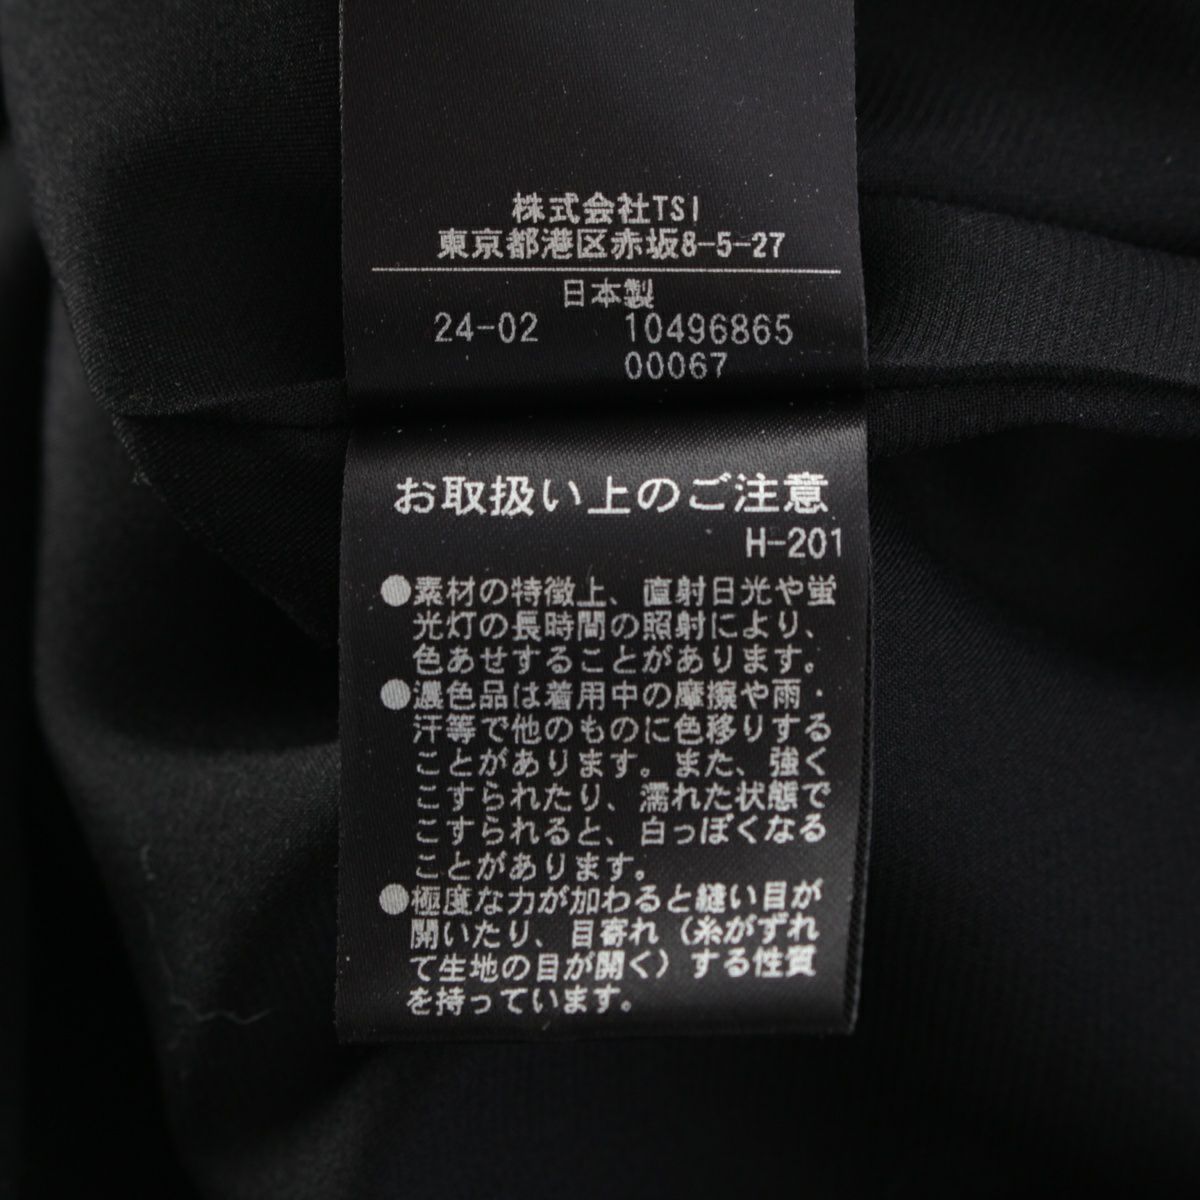 株式会社TSI
東京都港区赤坂8-5-27
日本製
24-02 10496865
00067
お取扱い上のご注意
H-201
●素材の特徴上、直射日光や蛍
光灯の長時間の照射により、
色あせすることがあります。
●濃色品は着用中の摩擦や雨・
汗等で他のものに色移りする
ことがあります。また、強く
こすられたり、濡れた状態で
こすられると、白っぽくなる
ことがあります。
●極度な力が加わると縫い目が
開いたり、目寄れ(糸がずれ
て生地の目が開く)する性質
を持っています。